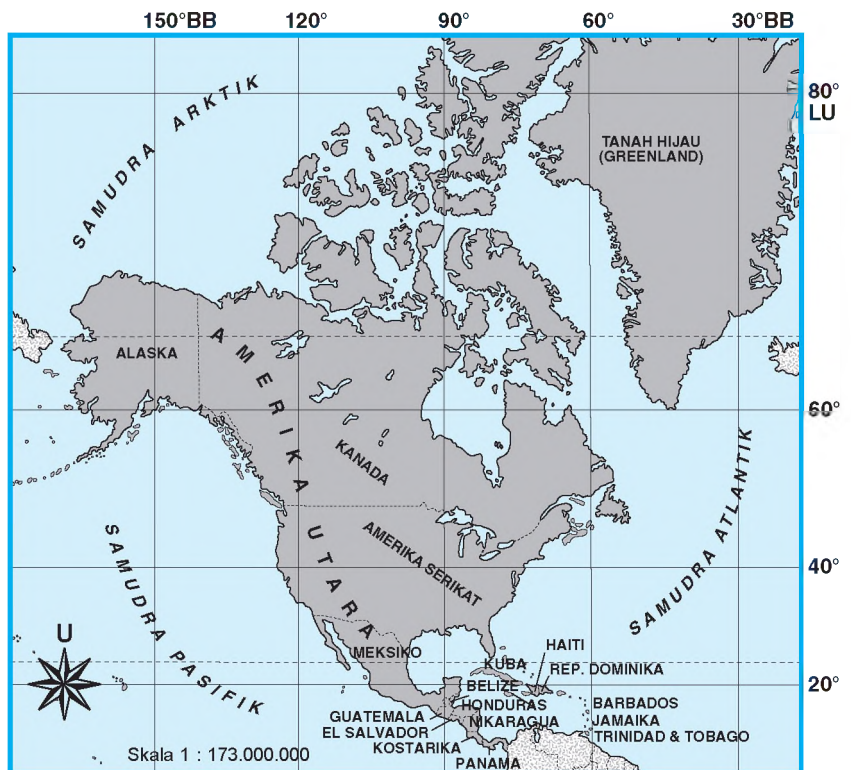 150°BB 120° 90° 60° 30°BB
80°
LU
SAMUDRA ARKTIK
TANAH HIJAU
(GREENLAND)
ALASKA
AMERIKA UTARA
60°
KANADA
SAMUDRA ATLANTIK
AMERIKA SERIKAT
SAMUDRA PASIFIK
40°
U
HAITI
MEKSIKO
KUBA
REP. DOMINIKA
BELIZE
20°
HONDURAS
BARBADOS
GUATEMALA
NIKARAGUA
JAMAIKA
EL SALVADOR
TRINIDAD & TOBAGO
KOSTARIKA
Skala 1 : 173.000.000
PANAMA